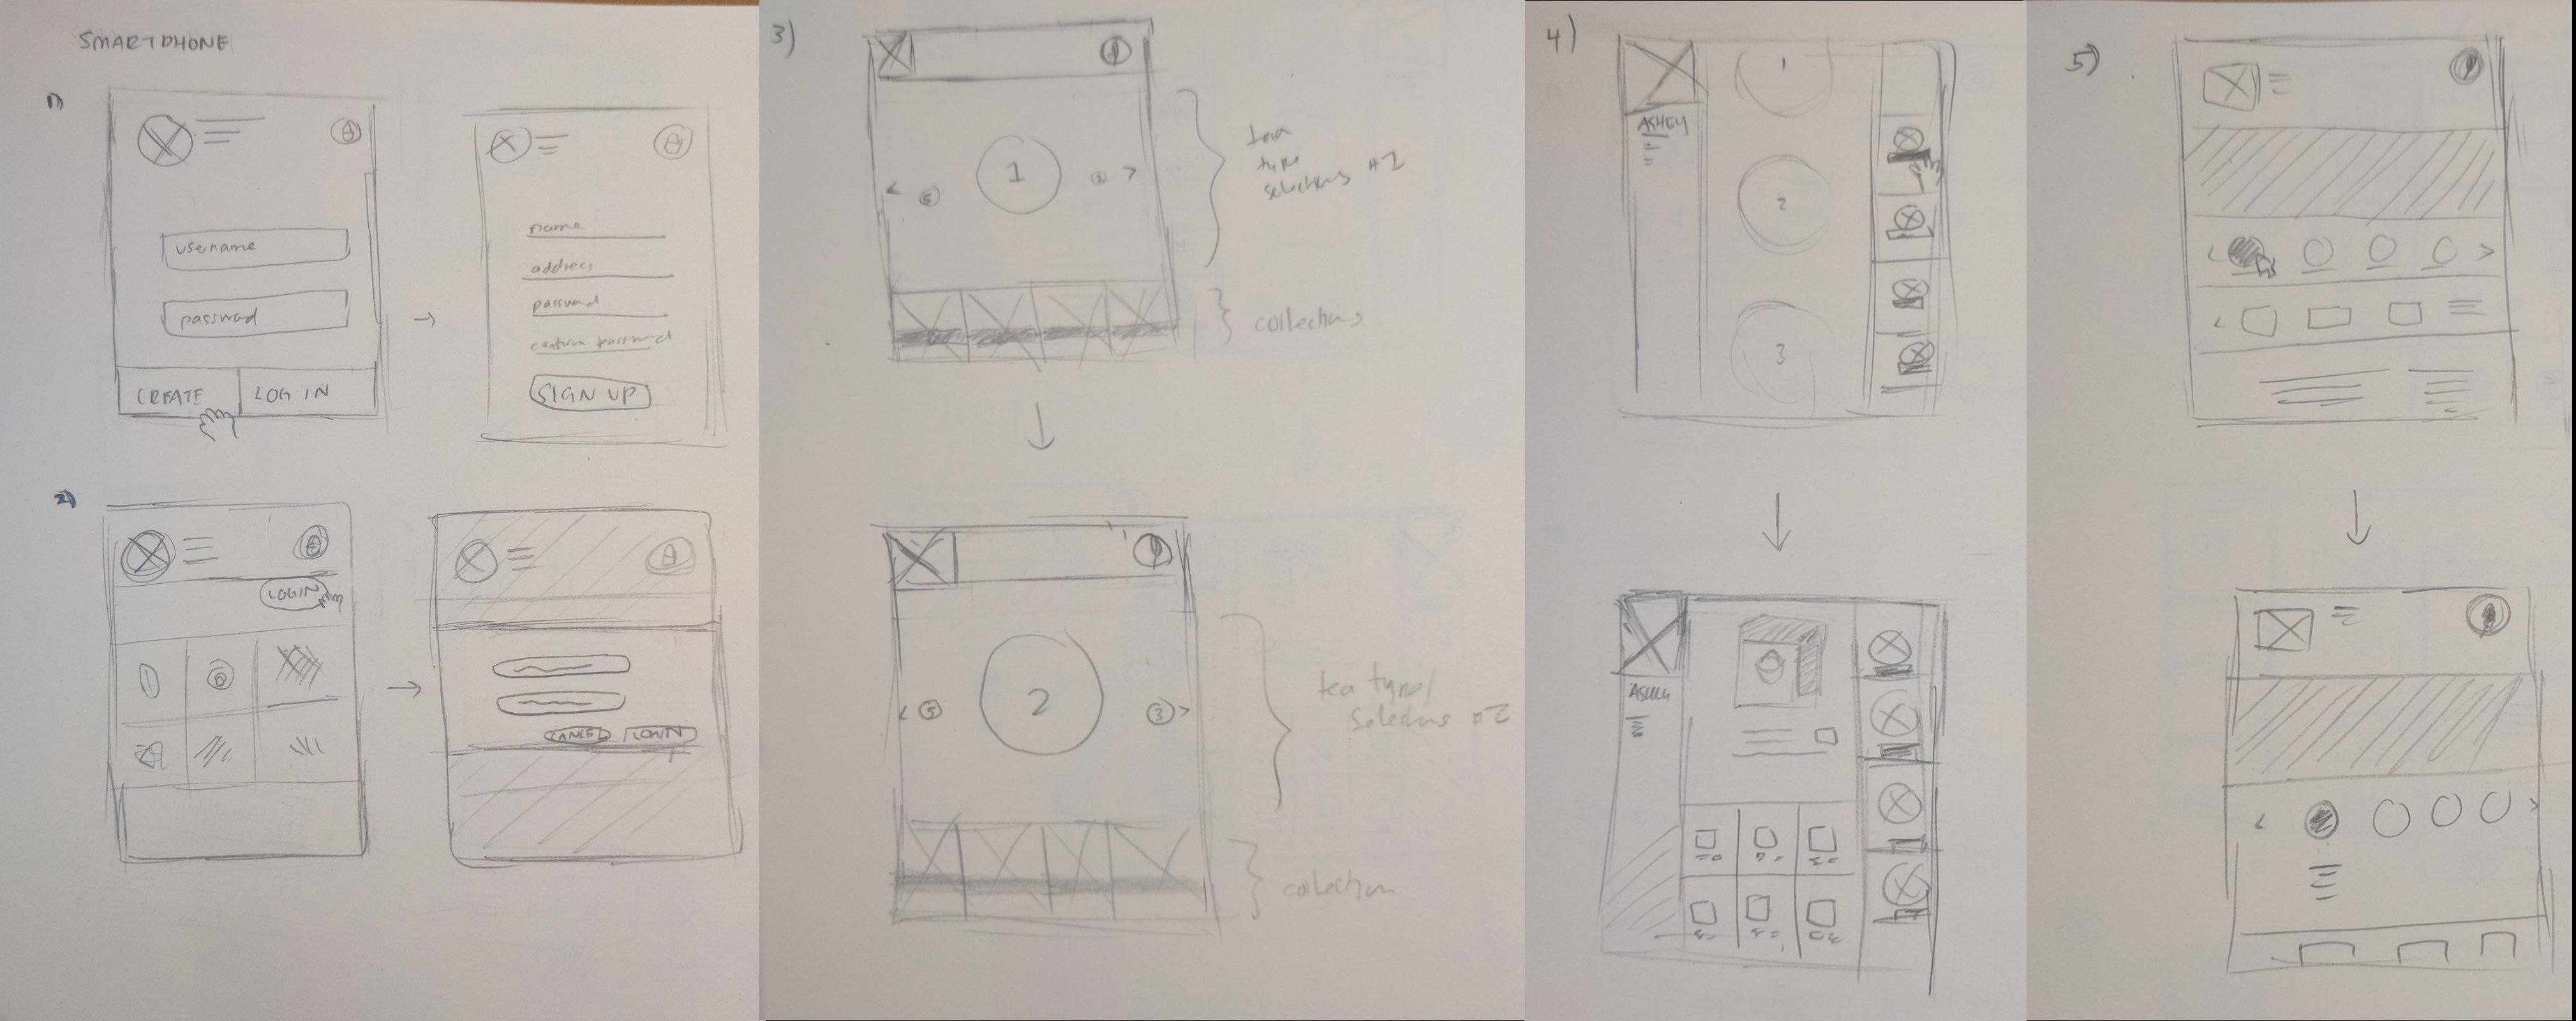 SMARTPHONE
1)
username
password
CREATE
LOG IN
name
address
password
confirm password
SIGN UP
2)
LOGIN
CANCEL
LOGIN
3)
1
< 5
2 >
tea
type
selections #1
collections
2
< 5
3 >
tea types/
selections #2
collection
4)
1
ASHLEY
2
3
ASHLEY
5)
<
>
<
<
>